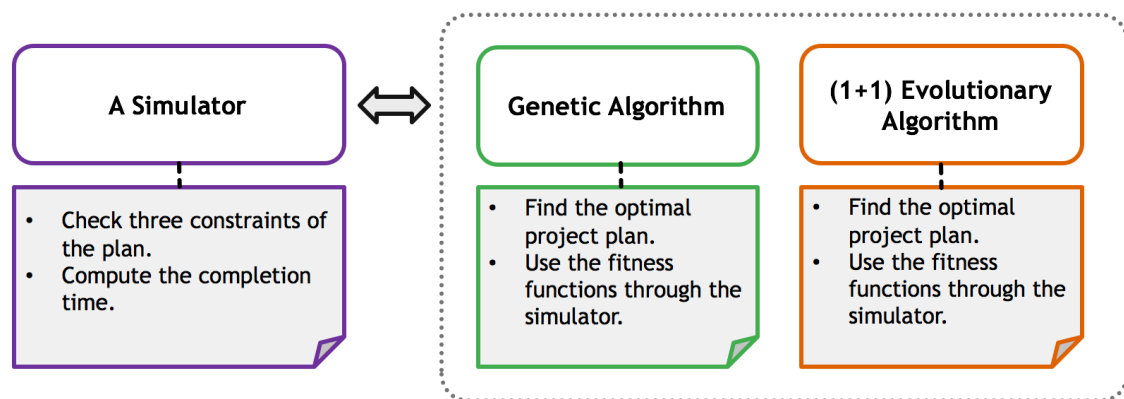 A Simulator
• Check three constraints of
the plan.
• Compute the completion
time.
Genetic Algorithm
• Find the optimal
project plan.
• Use the fitness
functions through the
simulator.
(1+1) Evolutionary
Algorithm
• Find the optimal
project plan.
• Use the fitness
functions through the
simulator.